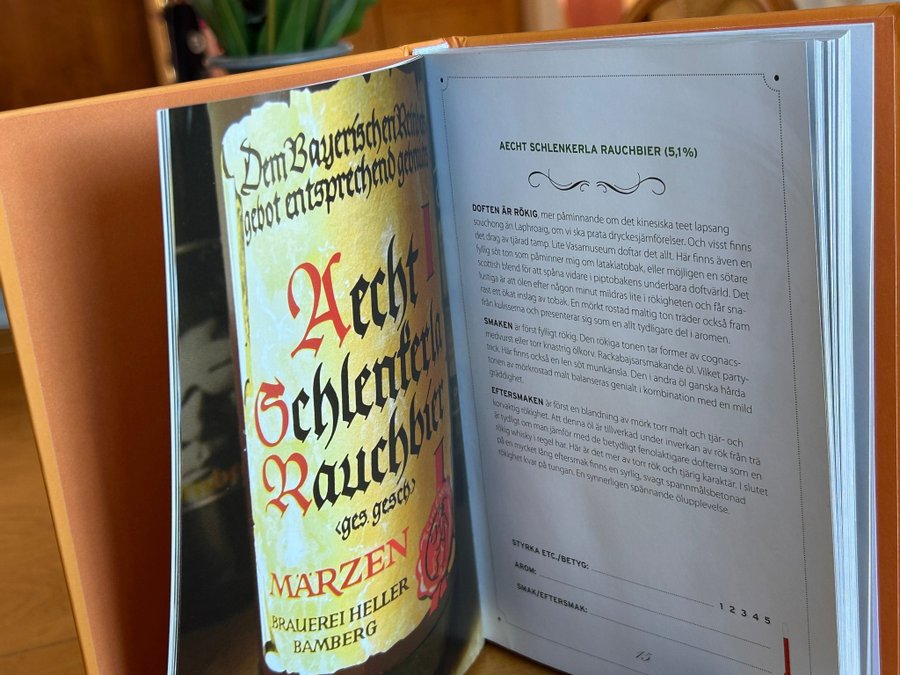 Dem Bayerischen Rein
gebot entsprechend gebraut
Aecht
Schlenkerla
Rauchbier
<ges. gesch>
MÄRZEN
BRAUEREI HELLER
BAMBERG
AECHT SCHLENKERLA RAUCHBIER (5,1%)
DOFTEN ÄR RÖKIG, mer påminnande om det kinesiska teet lapsang
souchong än Laphroaig, om vi ska prata dryckesjämförelser. Och visst finns
det drag av tjärad tamp. Lite Vasamuseum doftar det allt. Här finns även en
fyllig söt ton som påminner mig om latakiatobak, eller möjligen en sötare
scottish blend för att spåna vidare i piptobakens underbara doftvärld. Det
lustiga är att ölen efter någon minut mildras lite i rökigheten och får sna-
rast ett ökat inslag av tobak. En mörkt rostad maltig ton träder också fram
från kulisserna och presenterar sig som en allt tydligare del i aromen.
SMAKEN är först fylligt rökig. Den rökiga tonen tar former av cognacs-
medvurst eller torr knastrig ölkorv. Rackabajsarsmakande öl. Vilket party-
trick. Här finns också en len söt munkänsla. Den i andra öl ganska hårda
tonen av mörkrostad malt balanseras genialt i kombination med en mild
gräddighet.
EFTERSMAKEN är först en blandning av mörk torr malt och tjär- och
korvaktig rökighet. Att denna öl är tillverkad under inverkan av rök från trä
är tydligt om man jämför med de betydligt fenolaktigare dofterna som en
rökig whisky i regel har. Här är det mer av torr rök och tjärig karaktär. I slutet
på en mycket lång eftersmak finns en syrlig, svagt spannmålsbetonad
rökighet kvar på tungan. En synnerligen spännande ölupplevelse.
STYRKA ETC./BETYG:
AROM: 1 2 3 4 5
SMAK/EFTERSMAK:
15